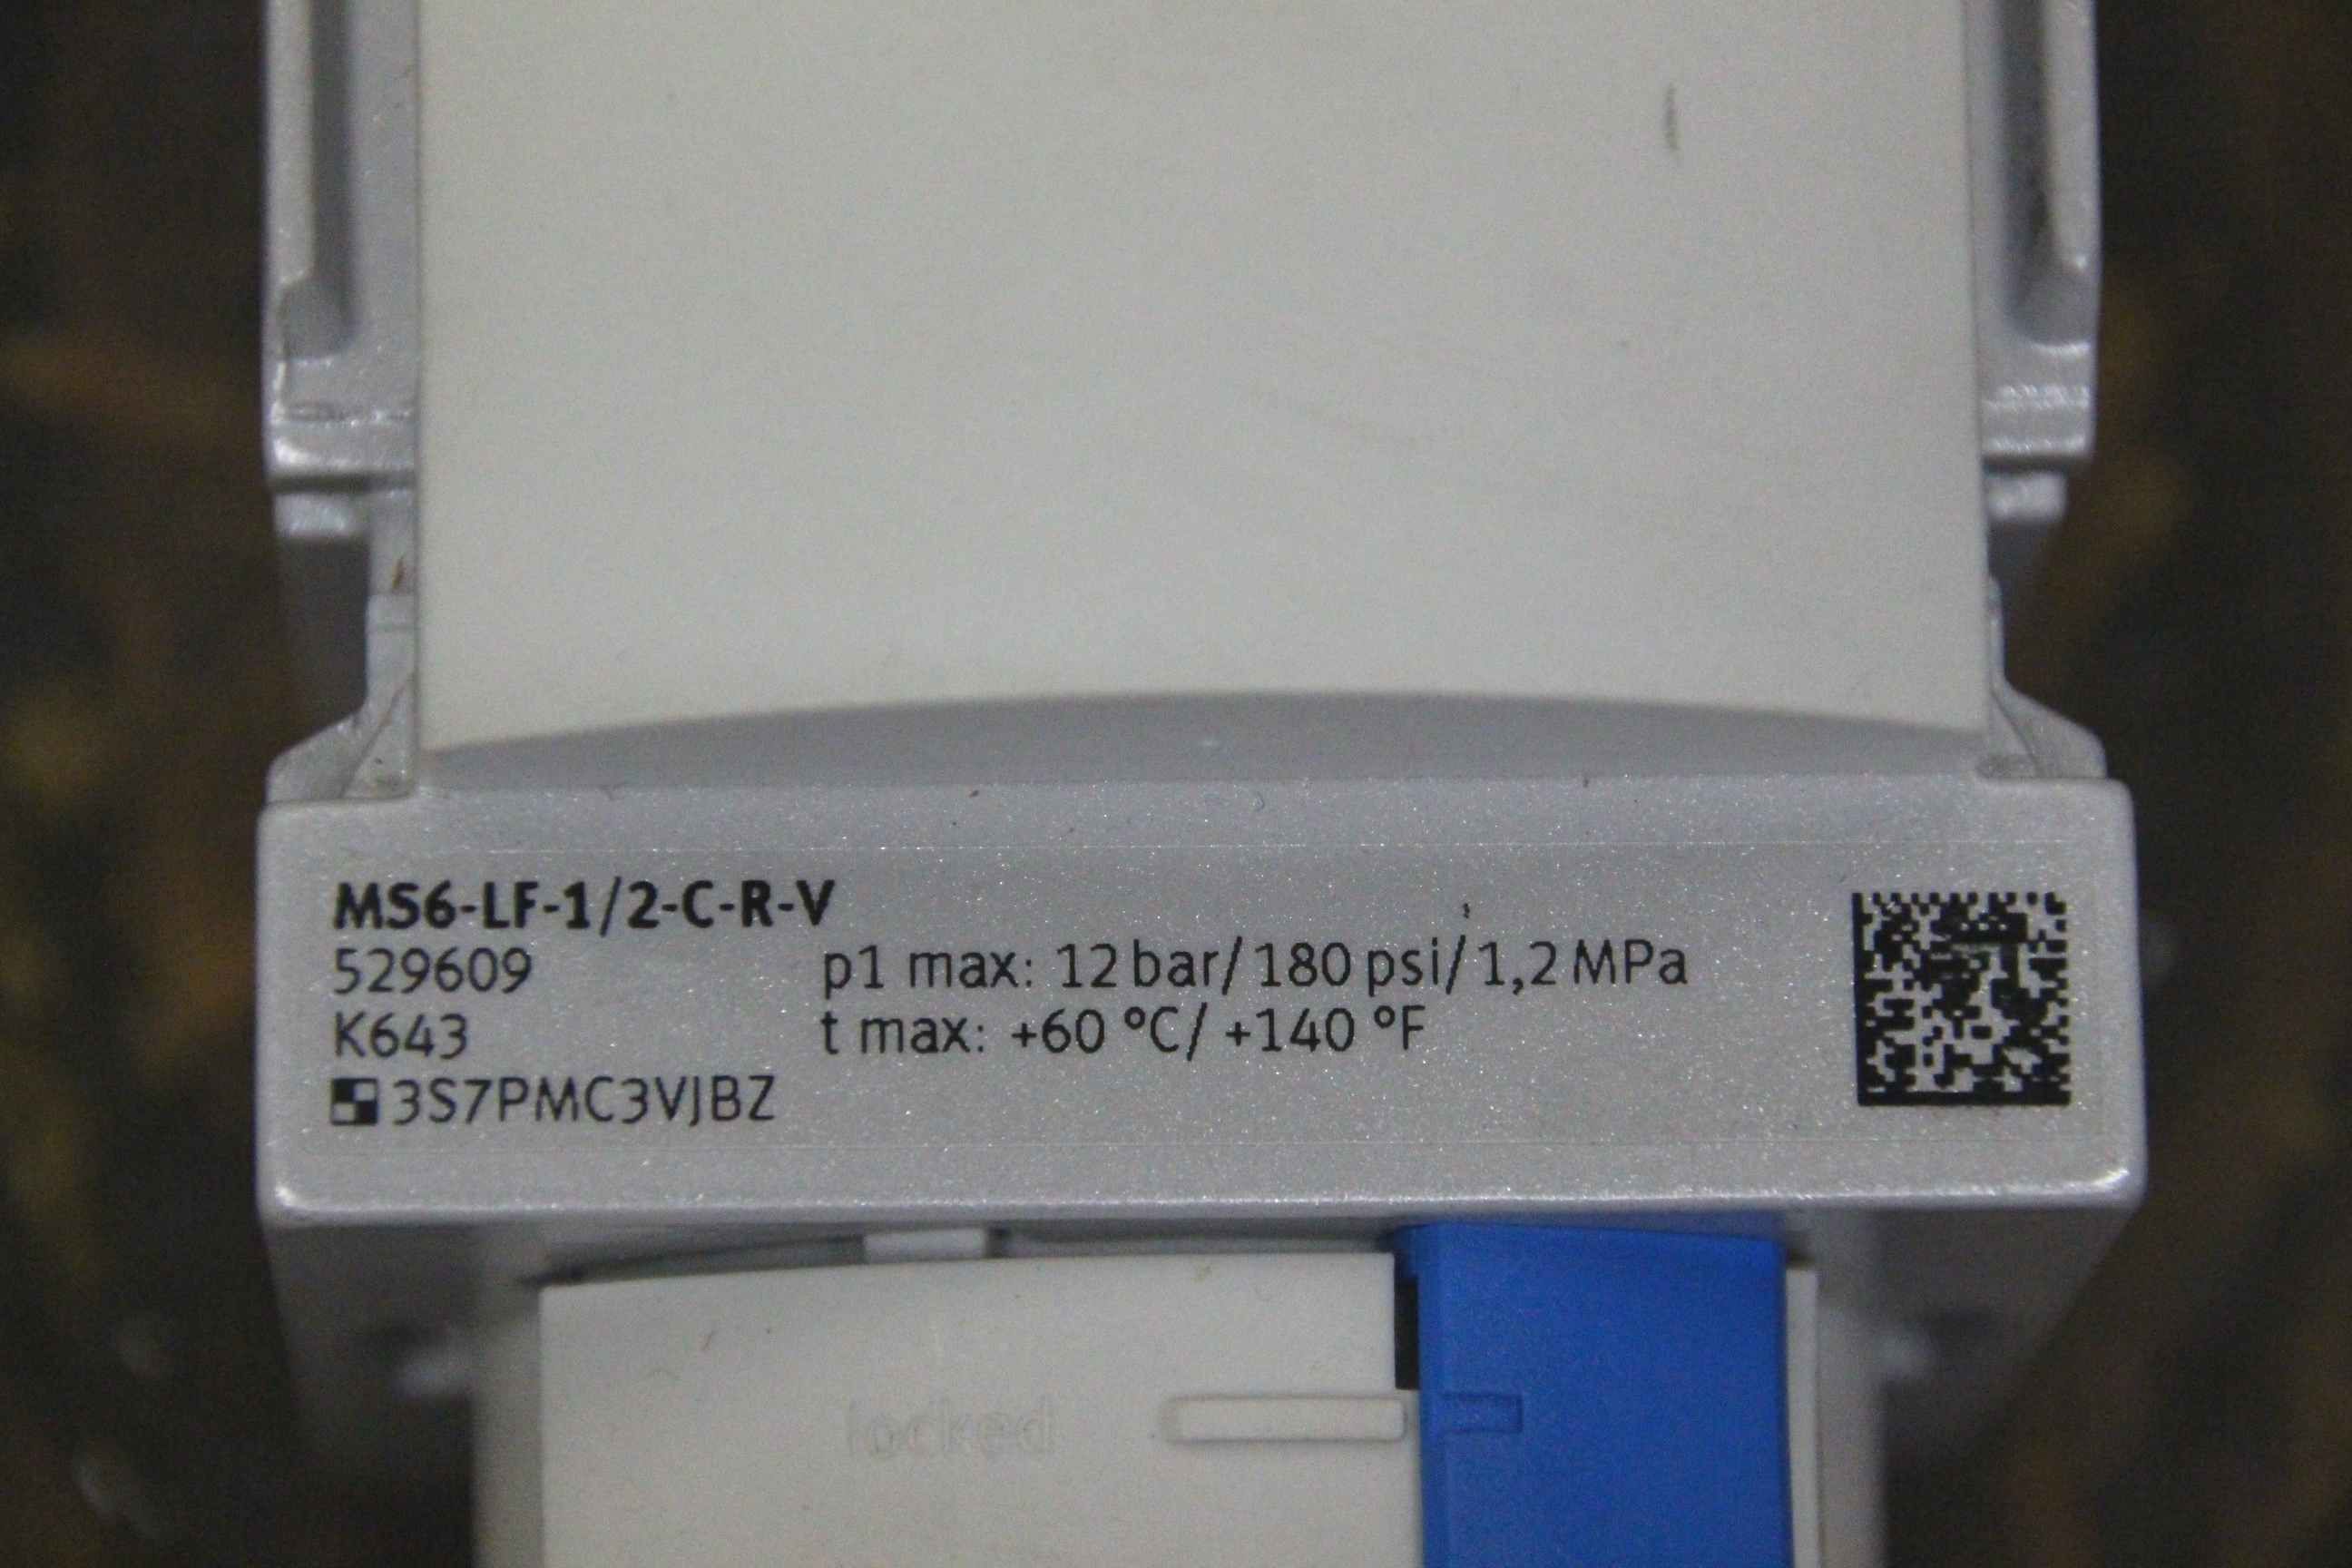 MS6-LF-1/2-C-R-V
529609
p1 max: 12 bar/180 psi/1,2 MPa
K643
t max: +60 °C/ +140 °F
3S7PMC3VJBZ
locked